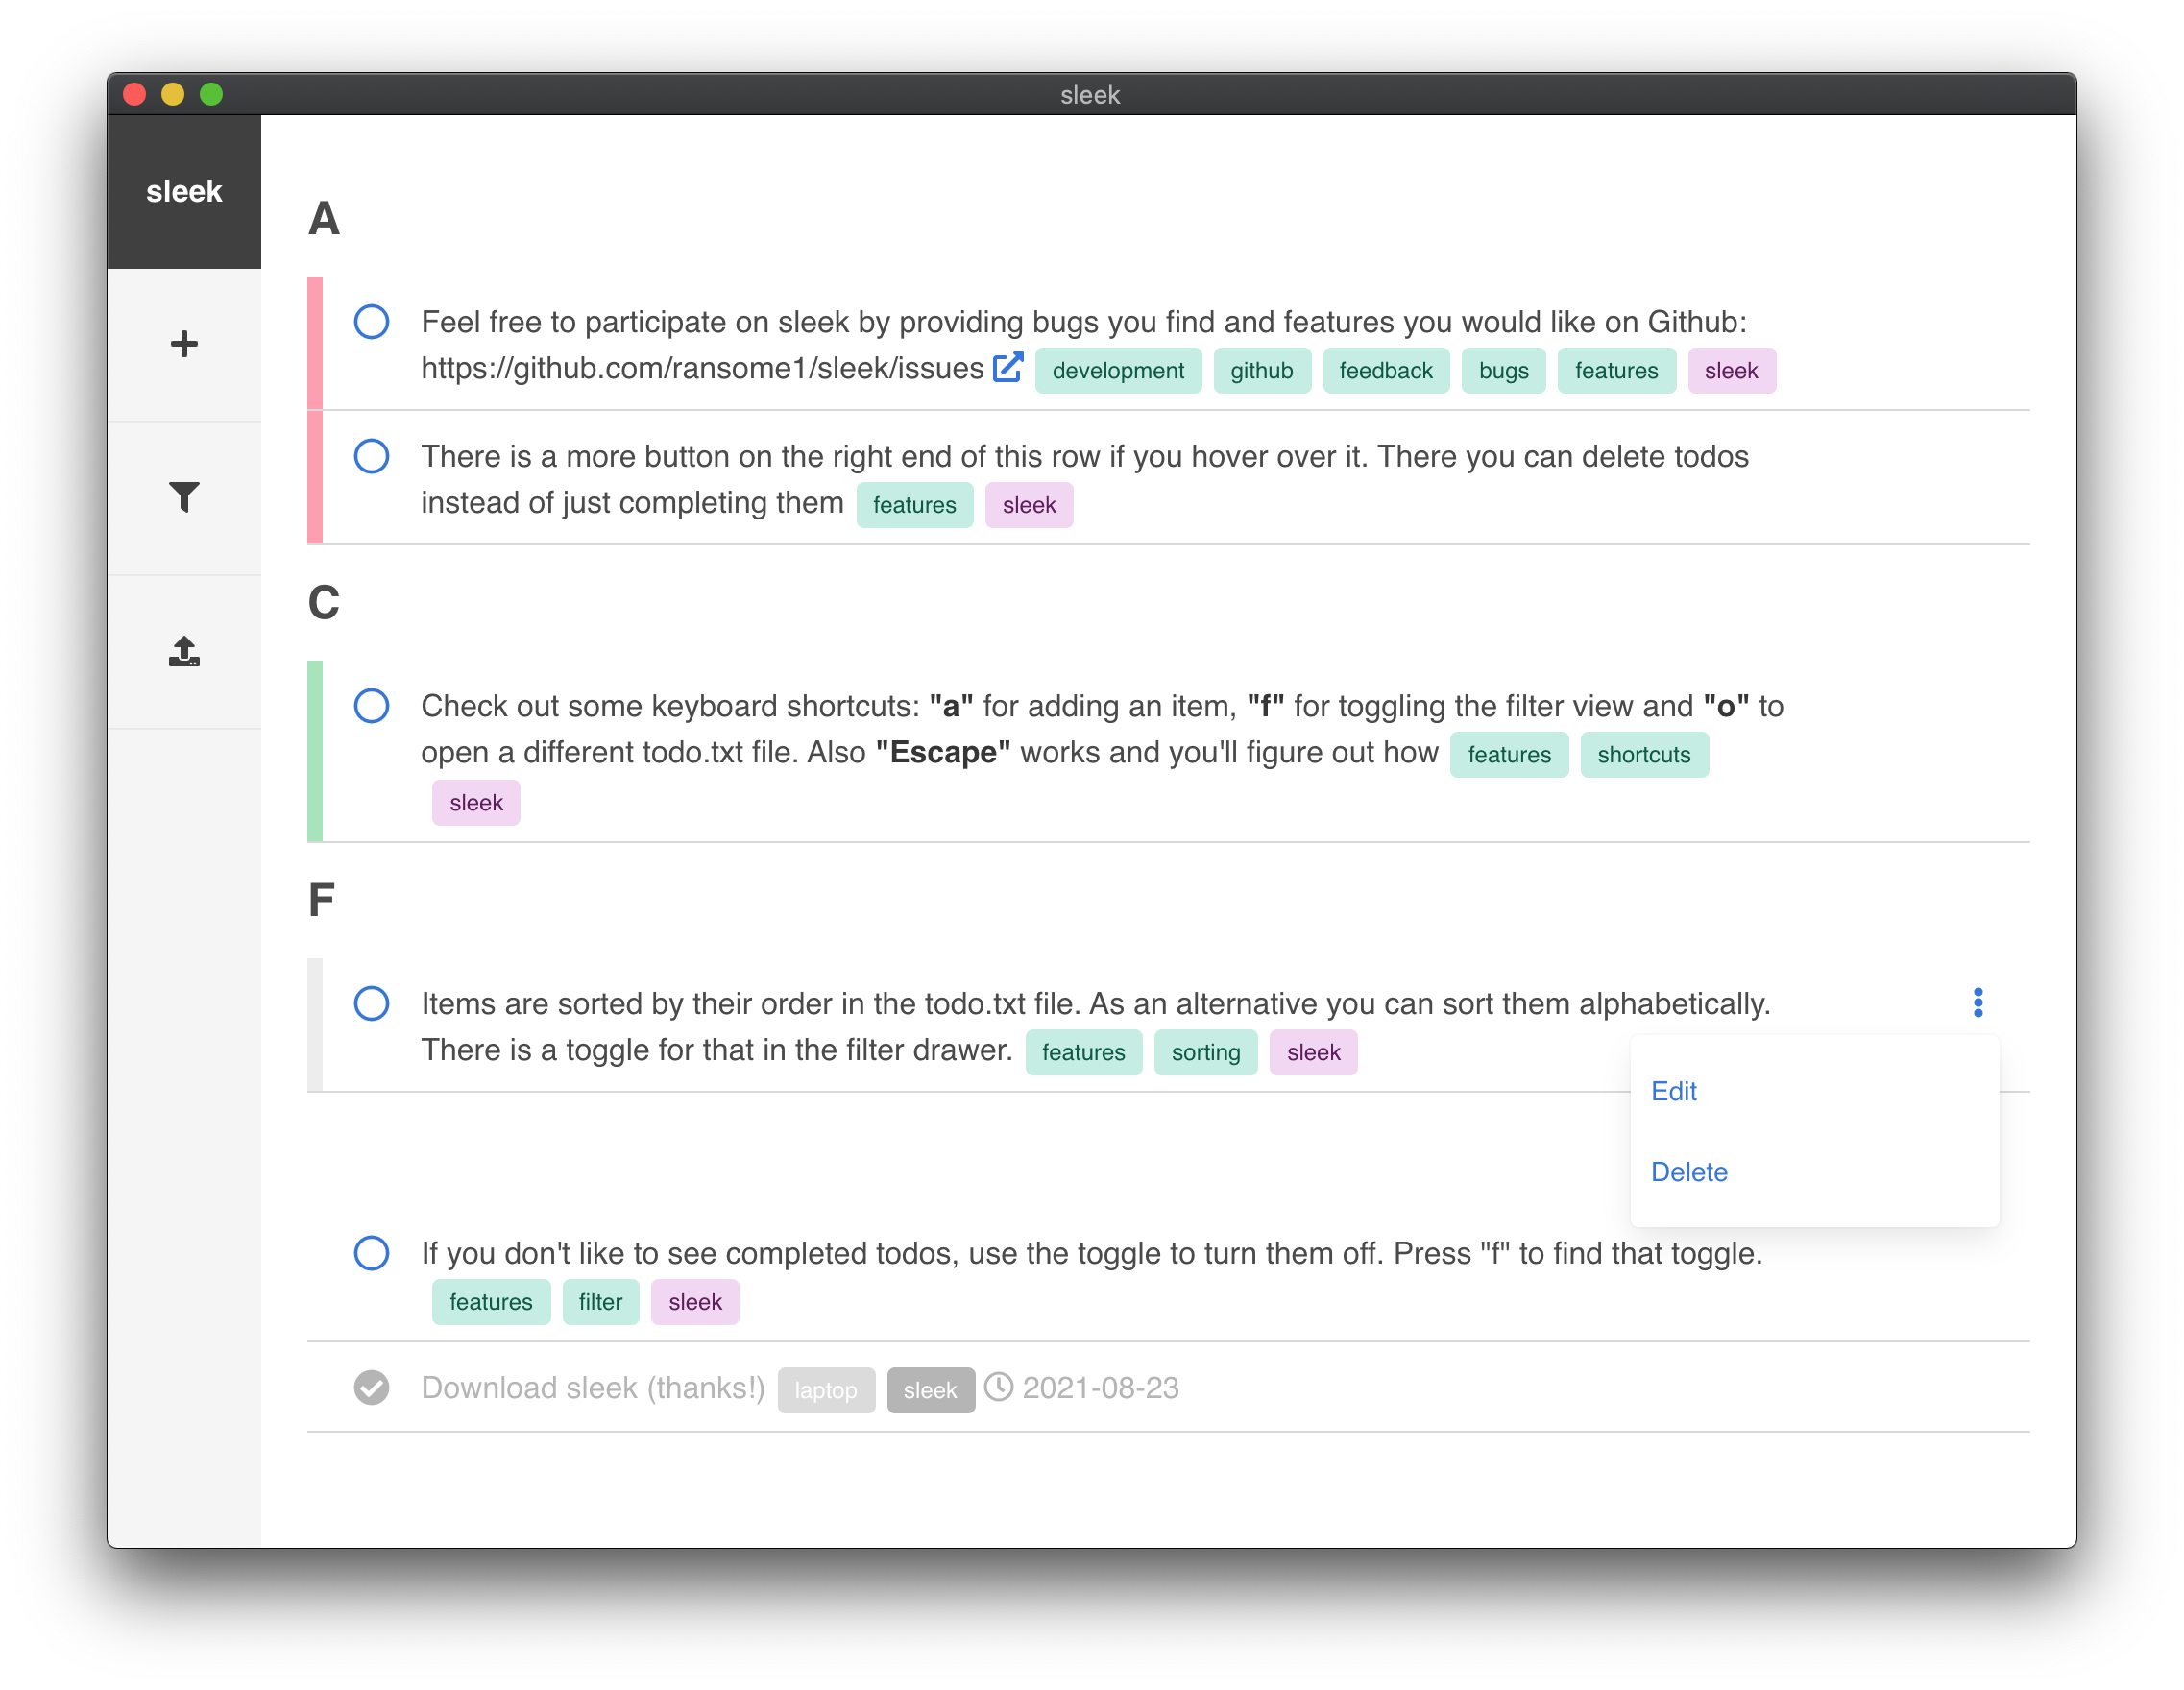 sleek
sleek
A
Feel free to participate on sleek by providing bugs you find and features you would like on Github:
https://github.com/ransome1/sleek/issues development github feedback bugs features sleek
There is a more button on the right end of this row if you hover over it. There you can delete todos
instead of just completing them features sleek
C
Check out some keyboard shortcuts: "a" for adding an item, "f" for toggling the filter view and "o" to
open a different todo.txt file. Also "Escape" works and you'll figure out how features shortcuts
sleek
F
Items are sorted by their order in the todo.txt file. As an alternative you can sort them alphabetically.
There is a toggle for that in the filter drawer. features sorting sleek
Edit
Delete
If you don't like to see completed todos, use the toggle to turn them off. Press "f" to find that toggle.
features filter sleek
Download sleek (thanks!) laptop sleek 2021-08-23